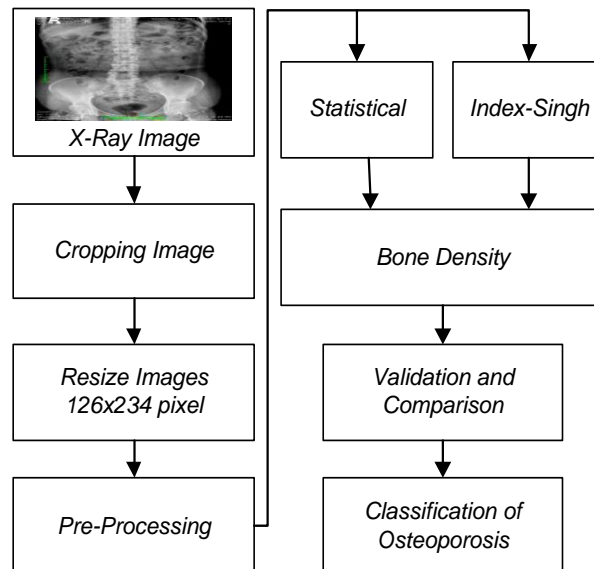 R
X-Ray Image
Cropping Image
Resize Images
126x234 pixel
Pre-Processing
Statistical
Index-Singh
Bone Density
Validation and
Comparison
Classification of
Osteoporosis